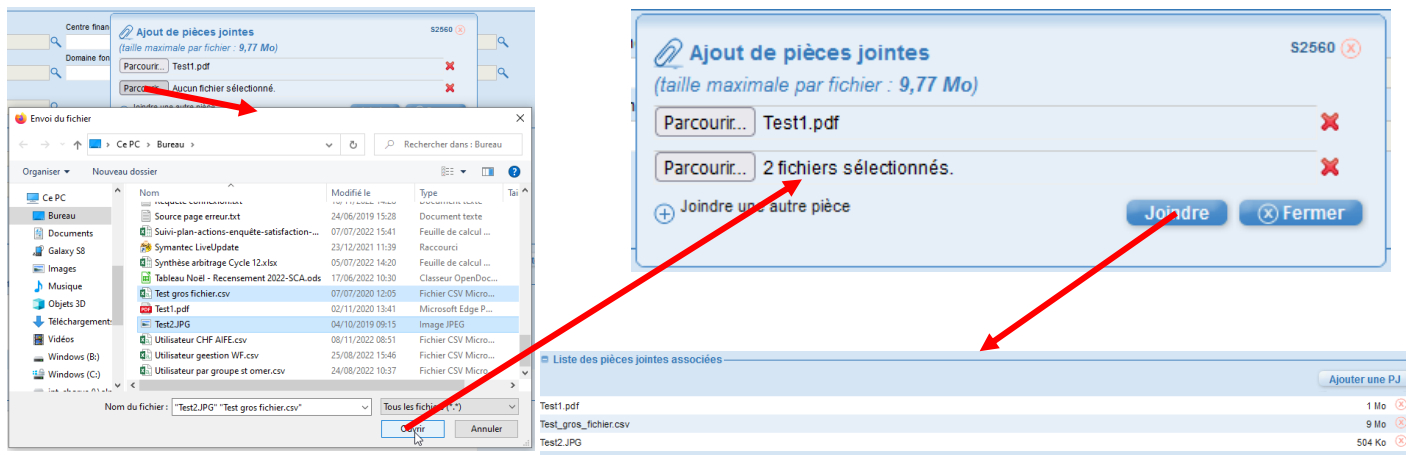 Centre finan
Domaine fon
Ajout de pièces jointes
S2560
(taille maximale par fichier : 9,77 Mo)
Parcourir... Test1.pdf
Aucun fichier sélectionné.
Joindre une autre pièce
Envoi du fichier
Ce PC > Bureau >
Rechercher dans : Bureau
Organiser
Nouveau dossier
Ce PC
Bureau
Documents
Galaxy S8
Images
Musique
Objets 3D
Téléchargements
Vidéos
Windows (B:)
Windows (C:)
Nom Modifié le Type Tai
Source page erreur.txt 24/06/2019 15:28 Document texte
Suivi-plan-actions-enquête-satisfaction-... 07/07/2022 15:41 Feuille de calcul ...
Symantec LiveUpdate 23/12/2021 11:39 Raccourci
Synthèse arbitrage Cycle 12.xlsx 05/07/2022 14:20 Feuille de calcul ...
Tableau Noël - Recensement 2022-SCA.ods 17/06/2022 10:30 Classeur OpenDoc...
Test gros fichier.csv 07/07/2020 12:05 Fichier CSV Micro...
Test1.pdf 02/11/2020 13:41 Microsoft Edge P...
Test2.JPG 04/10/2019 09:15 Image JPEG
Utilisateur CHF AIFE.csv 08/11/2022 08:51 Fichier CSV Micro...
Utilisateur geestion WF.csv 25/08/2022 15:46 Fichier CSV Micro...
Utilisateur par groupe st omer.csv 24/08/2022 10:37 Fichier CSV Micro...
Nom du fichier : "Test2.JPG" "Test gros fichier.csv"
Tous les fichiers (*.*)
Ouvrir
Annuler
Ajout de pièces jointes
S2560
(taille maximale par fichier : 9,77 Mo)
Parcourir... Test1.pdf
Parcourir... 2 fichiers sélectionnés.
Joindre une autre pièce
Joindre
Fermer
Liste des pièces jointes associées
Ajouter une PJ
Test1.pdf 1 Mo
Test_gros_fichier.csv 9 Mo
Test2.JPG 504 Ko